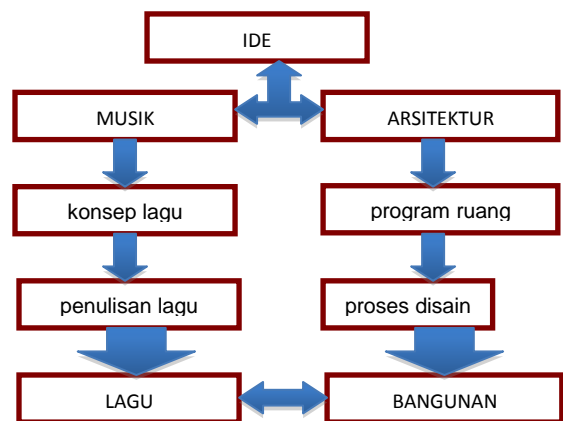 IDE
MUSIK
ARSITEKTUR
konsep lagu
program ruang
penulisan lagu
proses disain
LAGU
BANGUNAN